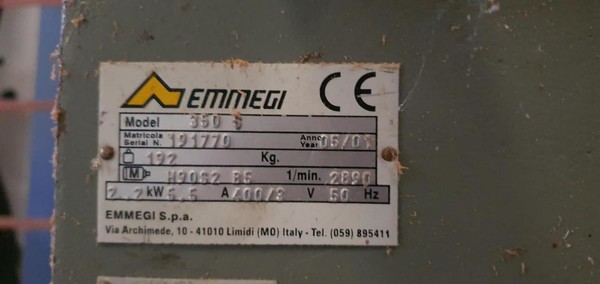 EMMEGI CE
Model 350 S
Matricola Serial N. 191770 Anno Year 05/01
192 Kg.
M H90S2 B5 1/min. 2890
2.2 kW 5.5 A 400/3 V 50 Hz
EMMEGI S.p.a.
Via Archimede, 10 - 41010 Limidi (MO) Italy - Tel. (059) 895411